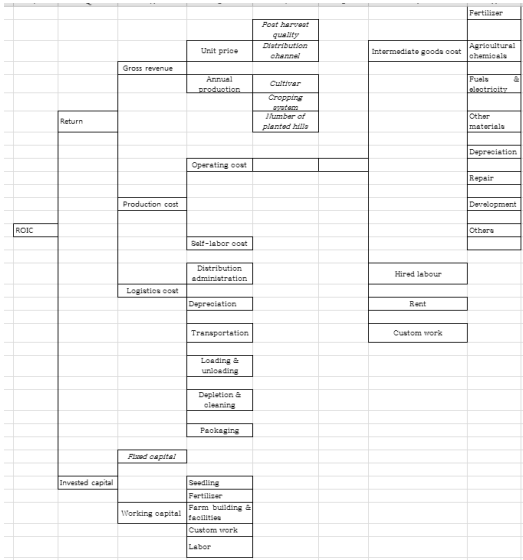 Fertilizer
Post harvest
quality
Unit price
Distribution
channel
Intermediate goods cost
Agricultural
chemicals
Gross revenue
Annual
production
Cultivar
Fuels &
electricity
Cropping
system
Return
Number of
planted hills
Other
materials
Depreciation
Operating cost
Repair
Production cost
Development
ROIC
Others
Self-labor cost
Distribution
administration
Hired labour
Logistics cost
Depreciation
Rent
Transportation
Custom work
Loading &
unloading
Depletion &
cleaning
Packaging
Fixed capital
Invested capital
Seedling
Fertilizer
Working capital
Farm building &
facilities
Custom work
Labor